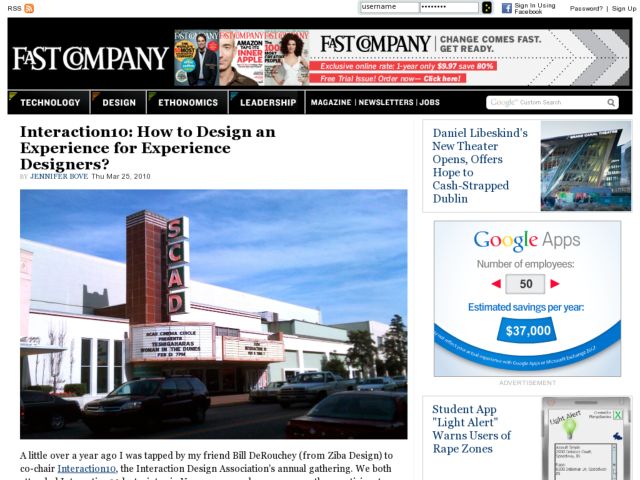 RSS
username
Sign In Using
Facebook
Password? | Sign Up
FAST COMPANY
AMAZON
TAPS ITS
INNER
APPLE
FAST COMPANY
CHANGE COMES FAST.
GET READY.
Exclusive online rate: 1-year only $9.97 save 80%
Free Trial Issue! Order now— Click here!
TECHNOLOGY
DESIGN
ETHONOMICS
LEADERSHIP
MAGAZINE | NEWSLETTERS | JOBS
Google Custom Search
Interaction10: How to Design an
Experience for Experience
Designers?
BY JENNIFER BOVE Thu Mar 25, 2010
SCAD
SCAD CINEMA CIRCLE
PRESENTS
TESHIGAHARAS
WOMAN IN THE DUNES
FEB 13 7PM
A little over a year ago I was tapped by my friend Bill DeRouchey (from Ziba Design) to
co-chair Interaction10, the Interaction Design Association's annual gathering. We both
Daniel Libeskind's
New Theater
Opens, Offers
Hope to
Cash-Strapped
Dublin
GRAND CANAL THEATRE
Google Apps
Number of employees:
50
Estimated savings per year:
$37,000
ADVERTISEMENT
Student App
"Light Alert"
Warns Users of
Rape Zones
Light Alert